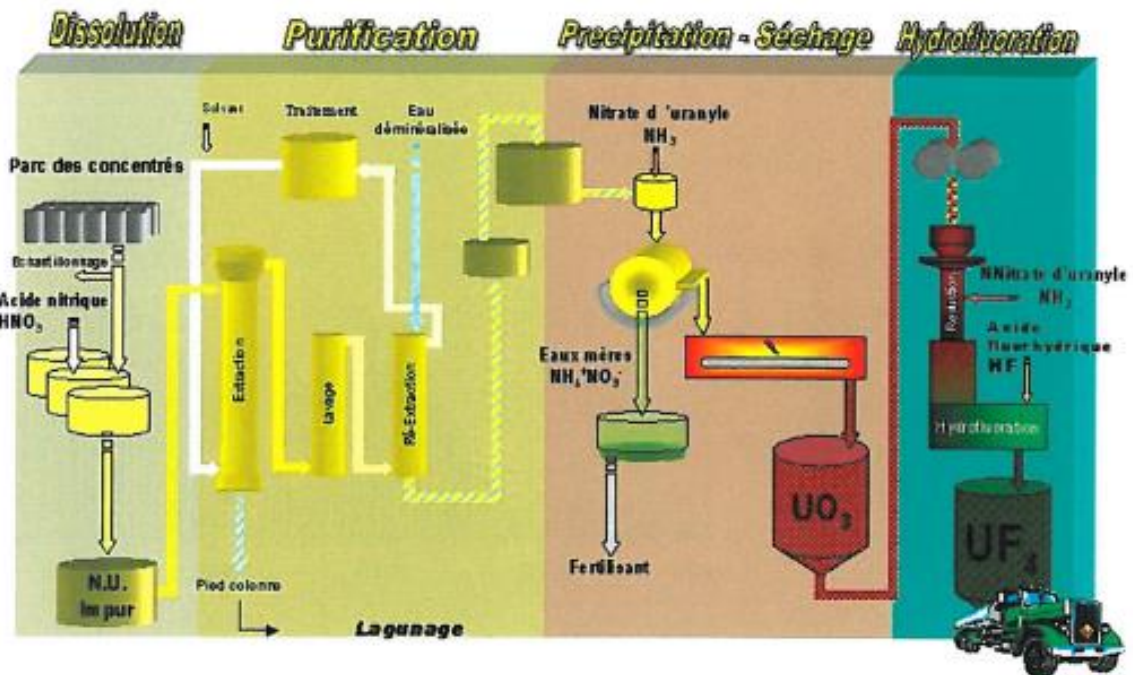 Dissolution
Purification
Precipitation - Séchage
Hydrofluoration
Parc des concentrés
Echantillonnage
Acide nitrique
HNO3
N.U.
Impur
Solvant
Traitement
Eau
déminéralisée
Extraction
Lavage
Ré-Extraction
Pied colonne
Lagunage
Nitrate d 'uranyle
NH3
Eaux mères
NH4+NO3-
Fertilisant
UO3
Réduction
NNitrate d'uranyle
NH3
Acide
fluorhydrique
HF
Hydrofluoration
UF4